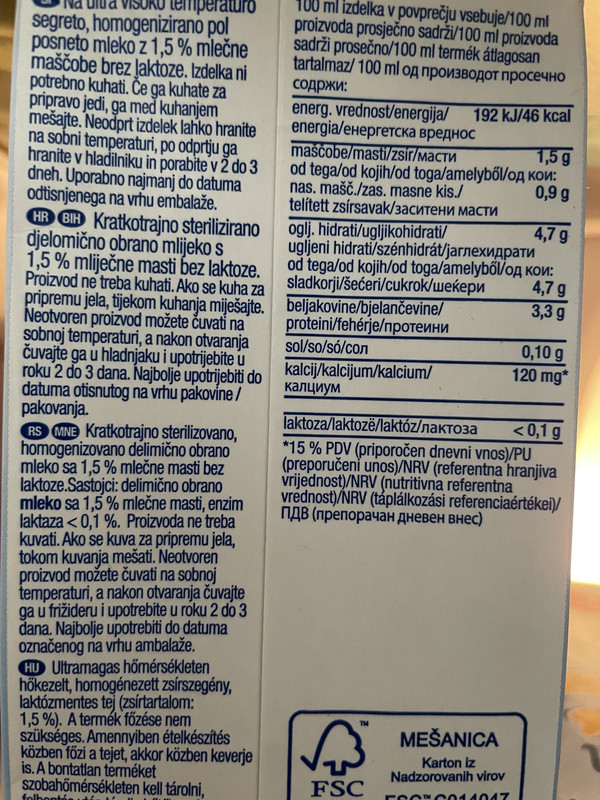 Na ultra visoko temperaturo
segreto, homogenizirano pol
posneto mleko z 1,5 % mlečne
maščobe brez laktoze. Izdelka ni
potrebno kuhati. Če ga kuhate za
pripravo jedi, ga med kuhanjem
mešajte. Neodprt izdelek lahko hranite
na sobni temperaturi, po odprtju ga
hranite v hladilniku in porabite v 2 do 3
dneh. Uporabno najmanj do datuma
odtisnjenega na vrhu embalaže.
HR BIH Kratkotrajno sterilizirano
djelomično obrano mlijeko s
1,5 % mliječne masti bez laktoze.
Proizvod ne treba kuhati. Ako se kuha za
pripremu jela, tijekom kuhanja miješajte.
Neotvoren proizvod možete čuvati na
sobnoj temperaturi, a nakon otvaranja
čuvajte ga u hladnjaku i upotrijebite u
roku 2 do 3 dana. Najbolje upotrijebiti do
datuma otisnutog na vrhu pakovine /
pakovanja.
RS MNE Kratkotrajno sterilizovano,
homogenizovano delimično obrano
mleko sa 1,5 % mlečne masti bez
laktoze.Sastojci: delimično obrano
mleko sa 1,5 % mlečne masti, enzim
laktaza < 0,1 %. Proizvoda ne treba
kuvati. Ako se kuva za pripremu jela,
tokom kuvanja mešati. Neotvoren
proizvod možete čuvati na sobnoj
temperaturi, a nakon otvaranja čuvajte
ga u frižideru i upotrebite u roku 2 do 3
dana. Najbolje upotrebiti do datuma
označenog na vrhu ambalaže.
HU Ultramagas hőmérsékleten
hőkezelt, homogénezett zsírszegény,
laktózmentes tej (zsírtartalom:
1,5 %). A termék főzése nem
szükséges. Amennyiben ételkészítés
közben főzi a tejet, akkor közben keverje
is. A bontatlan terméket
szobahőmérsékleten kell tárolni,
100 ml izdelka v povprečju vsebuje/100 ml
proizvoda prosječno sadrži/100 ml proizvoda
sadrži prosečno/100 ml termék átlagosan
tartalmaz/ 100 ml од производот просечно
содржи:
energ. vrednost/energija/ 192 kJ/46 kcal
energia/енергетска вредност
maščobe/masti/zsír/масти 1,5 g
od tega/od kojih/od toga/amelyből/од кои:
nas. mašč./zas. masne kis./ 0,9 g
telített zsírsavak/заситени масти
oglj. hidrati/ugljikohidrati/ 4,7 g
ugljeni hidrati/szénhidrát/јаглехидрати
od tega/od kojih/od toga/amelyből/од кои:
sladkorji/šećeri/cukrok/шеќери 4,7 g
beljakovine/bjelančevine/ 3,3 g
proteini/fehérje/протеини
sol/so/só/сол 0,10 g
kalcij/kalcijum/kalcium/ 120 mg*
калциум
laktoza/laktozë/laktóz/лактоза < 0,1 g
*15 % PDV (priporočen dnevni vnos)/PU
(preporučeni unos)/NRV (referentna hranjiva
vrijednost)/NRV (nutritivna referentna
vrednost)/NRV (táplálkozási referenciaértékei)/
ПДВ (препорачан дневен внес)
TM
FSC
MEŠANICA
Karton iz
Nadzorovanih virov
FSC™ C014047